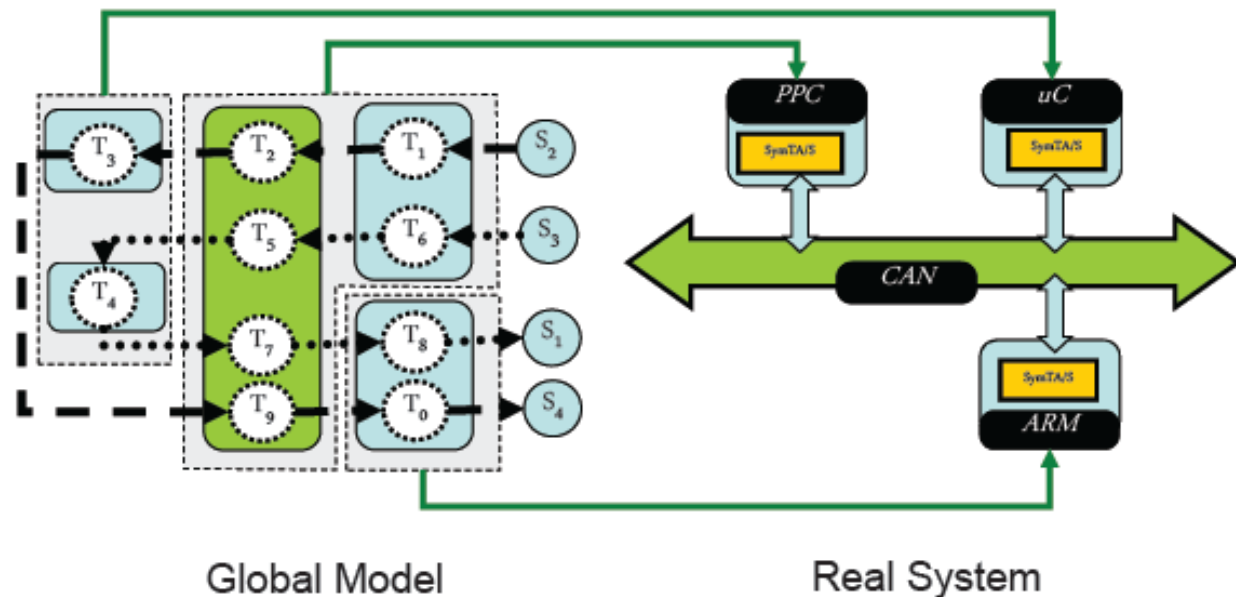 PPC
uC
SymTA/S
SymTA/S
T3
T2
T1
S2
T5
T6
S3
CAN
T4
T7
T8
S1
SymTA/S
T9
T0
S4
ARM
Global Model
Real System